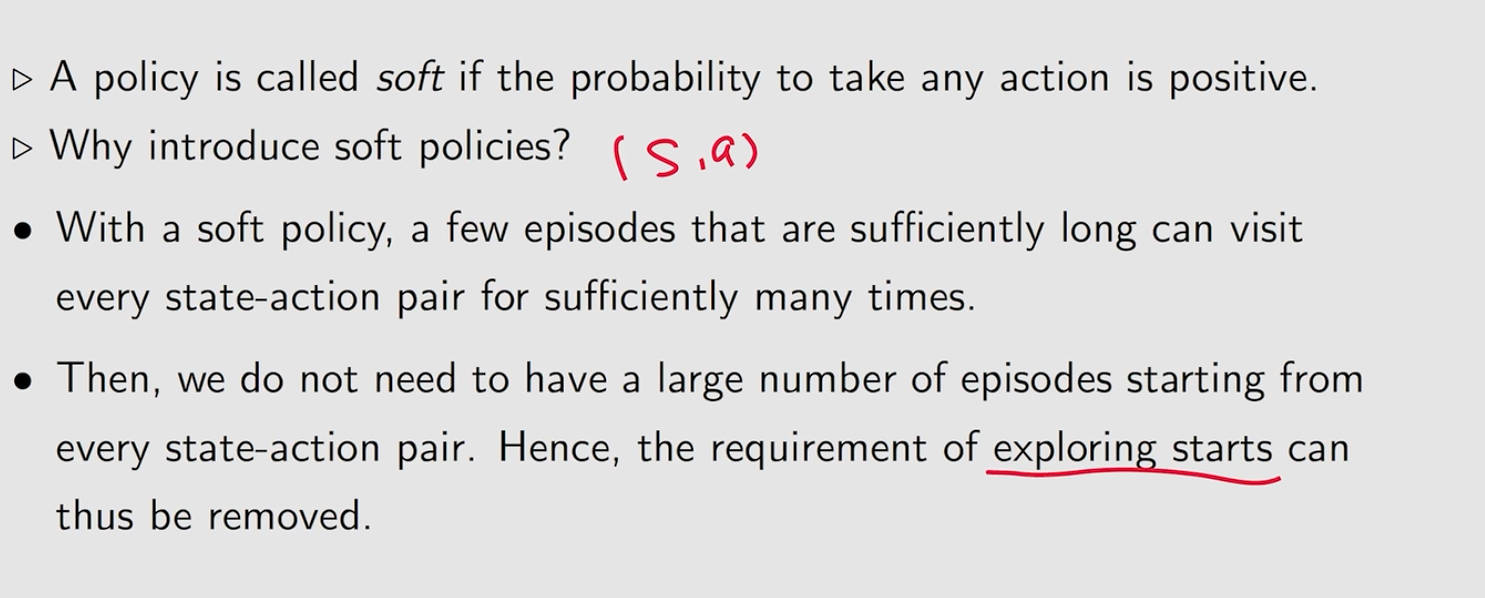 ▷ A policy is called soft if the probability to take any action is positive.
▷ Why introduce soft policies? (s,a)
• With a soft policy, a few episodes that are sufficiently long can visit
every state-action pair for sufficiently many times.
• Then, we do not need to have a large number of episodes starting from
every state-action pair. Hence, the requirement of exploring starts can
thus be removed.